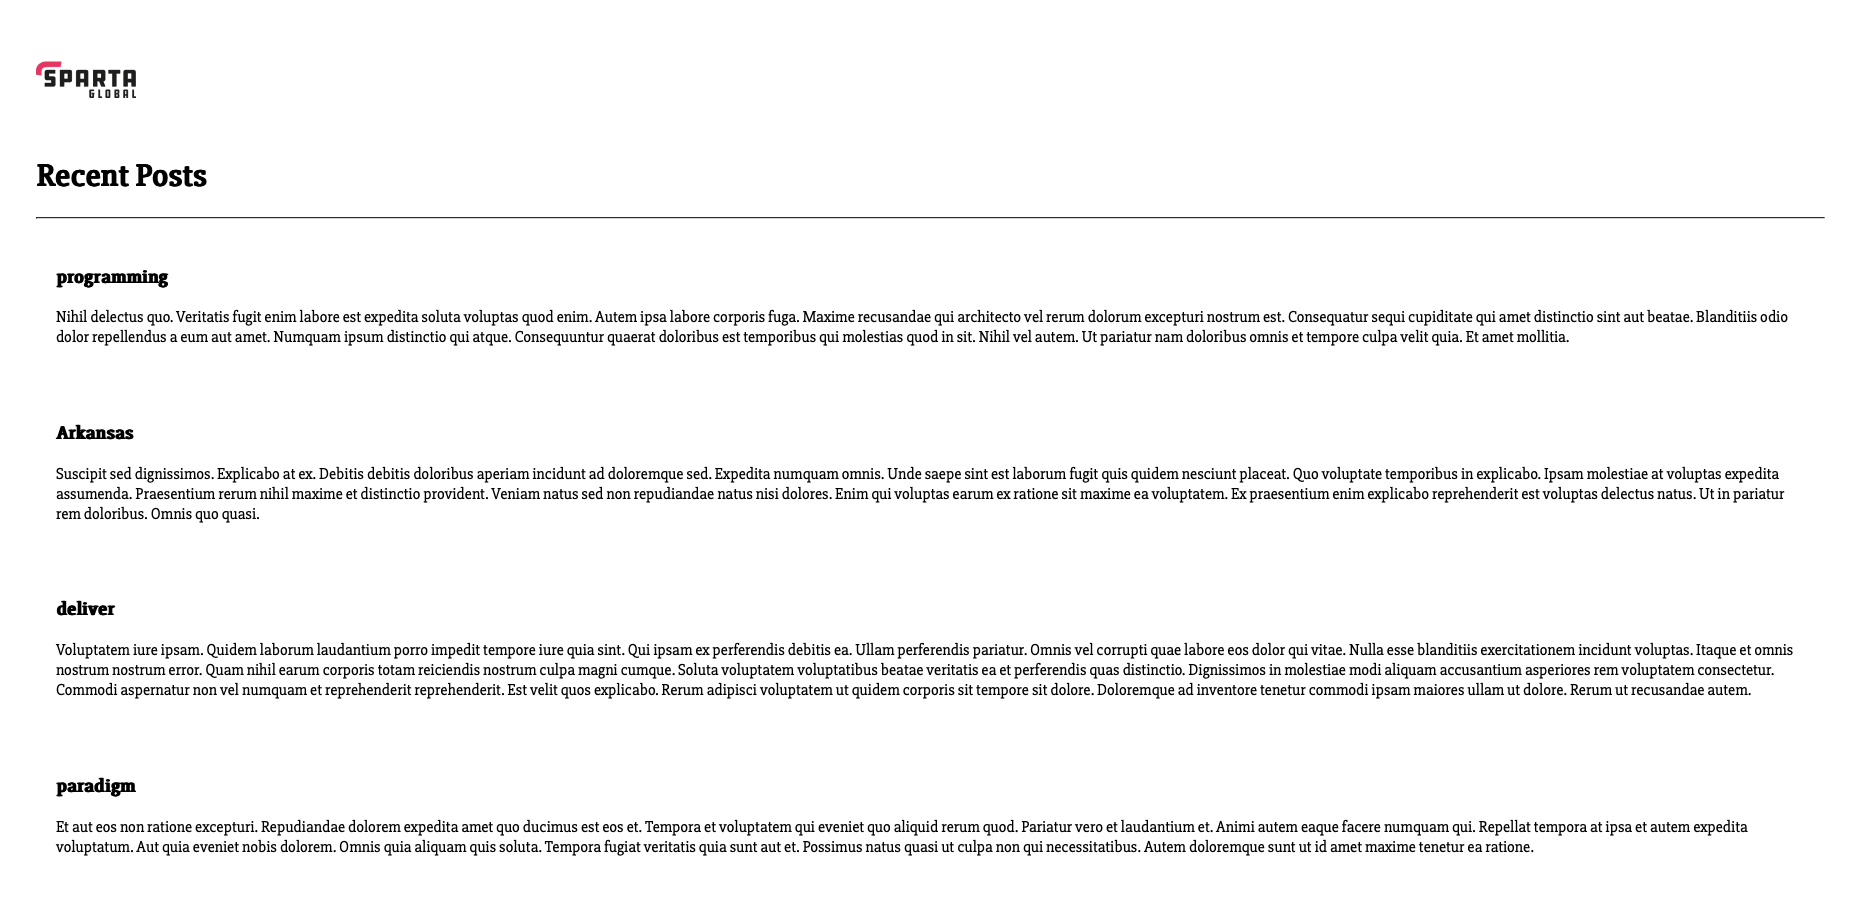 SPARTA
GLOBAL
Recent Posts
programming
Nihil delectus quo. Veritatis fugit enim labore est expedita soluta voluptas quod enim. Autem ipsa labore corporis fuga. Maxime recusandae qui architecto vel rerum dolorum excepturi nostrum est. Consequatur sequi cupiditate qui amet distinctio sint aut beatae. Blanditiis odio
dolor repellendus a eum aut amet. Numquam ipsum distinctio qui atque. Consequuntur quaerat doloribus est temporibus qui molestias quod in sit. Nihil vel autem. Ut pariatur nam doloribus omnis et tempore culpa velit quia. Et amet mollitia.
Arkansas
Suscipit sed dignissimos. Explicabo at ex. Debitis debitis doloribus aperiam incidunt ad doloremque sed. Expedita numquam omnis. Unde saepe sint est laborum fugit quis quidem nesciunt placeat. Quo voluptate temporibus in explicabo. Ipsam molestiae at voluptas expedita
assumenda. Praesentium rerum nihil maxime et distinctio provident. Veniam natus sed non repudiandae natus nisi dolores. Enim qui voluptas earum ex ratione sit maxime ea voluptatem. Ex praesentium enim explicabo reprehenderit est voluptas delectus natus. Ut in pariatur
rem doloribus. Omnis quo quasi.
deliver
Voluptatem iure ipsam. Quidem laborum laudantium porro impedit tempore iure quia sint. Qui ipsam ex perferendis debitis ea. Ullam perferendis pariatur. Omnis vel corrupti quae labore eos dolor qui vitae. Nulla esse blanditiis exercitationem incidunt voluptas. Itaque et omnis
nostrum nostrum error. Quam nihil earum corporis totam reiciendis nostrum culpa magni cumque. Soluta voluptatem voluptatibus beatae veritatis ea et perferendis quas distinctio. Dignissimos in molestiae modi aliquam accusantium asperiores rem voluptatem consectetur.
Commodi aspernatur non vel numquam et reprehenderit reprehenderit. Est velit quos explicabo. Rerum adipisci voluptatem ut quidem corporis sit tempore sit dolore. Doloremque ad inventore tenetur commodi ipsam maiores ullam ut dolore. Rerum ut recusandae autem.
paradigm
Et aut eos non ratione excepturi. Repudiandae dolorem expedita amet quo ducimus est eos et. Tempora et voluptatem qui eveniet quo aliquid rerum quod. Pariatur vero et laudantium et. Animi autem eaque facere numquam qui. Repellat tempora at ipsa et autem expedita
voluptatum. Aut quia eveniet nobis dolorem. Omnis quia aliquam quis soluta. Tempora fugiat veritatis quia sunt aut et. Possimus natus quasi ut culpa non qui necessitatibus. Autem doloremque sunt ut id amet maxime tenetur ea ratione.